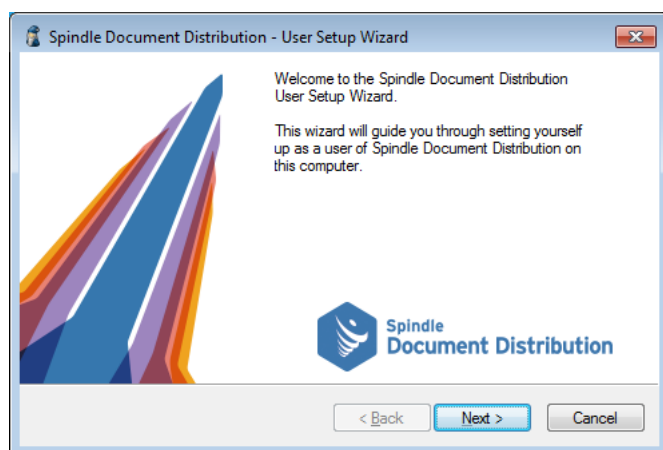 Spindle Document Distribution - User Setup Wizard
Welcome to the Spindle Document Distribution
User Setup Wizard.
This wizard will guide you through setting yourself
up as a user of Spindle Document Distribution on
this computer.
Spindle
Document Distribution
< Back
Next >
Cancel